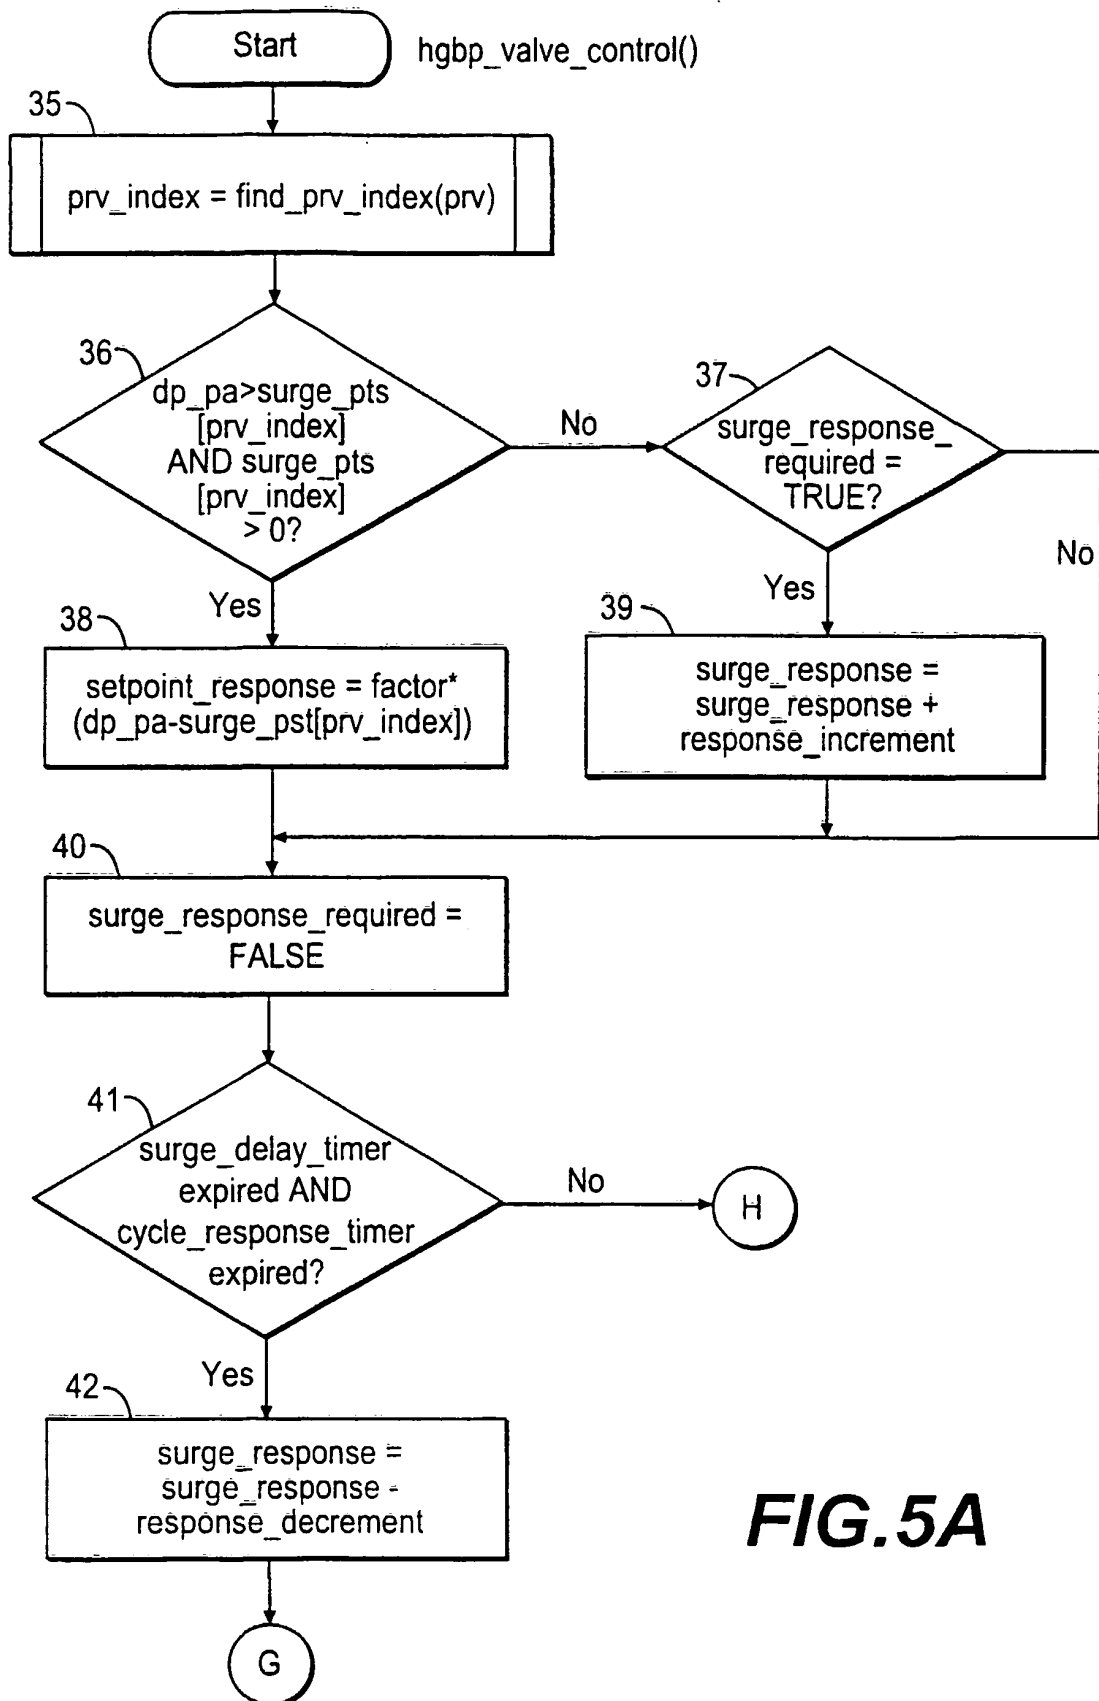 Start
hgbp_valve_control()
35
prv_index = find_prv_index(prv)
36
dp_pa>surge_pts
[prv_index]
AND surge_pts
[prv_index]
> 0?
No
37
surge_response_
required =
TRUE?
No
Yes
Yes
38
setpoint_response = factor*
(dp_pa-surge_pst[prv_index])
39
surge_response =
surge_response +
response_increment
40
surge_response_required =
FALSE
41
surge_delay_timer
expired AND
cycle_response_timer
expired?
No
H
Yes
42
surge_response =
surge_response -
response_decrement
G
FIG.5A